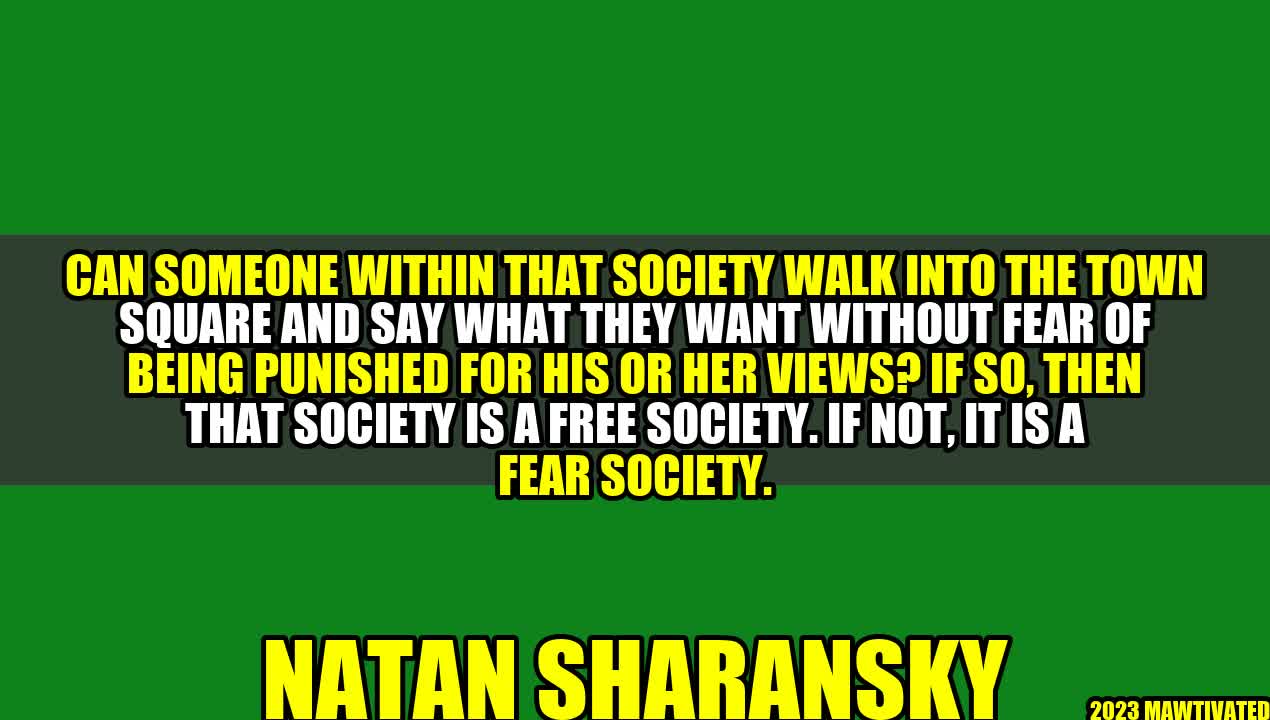 CAN SOMEONE WITHIN THAT SOCIETY WALK INTO THE TOWN
SQUARE AND SAY WHAT THEY WANT WITHOUT FEAR OF
BEING PUNISHED FOR HIS OR HER VIEWS? IF SO, THEN
THAT SOCIETY IS A FREE SOCIETY. IF NOT, IT IS A
FEAR SOCIETY.
NATAN SHARANSKY
2023 MAWTIVATED